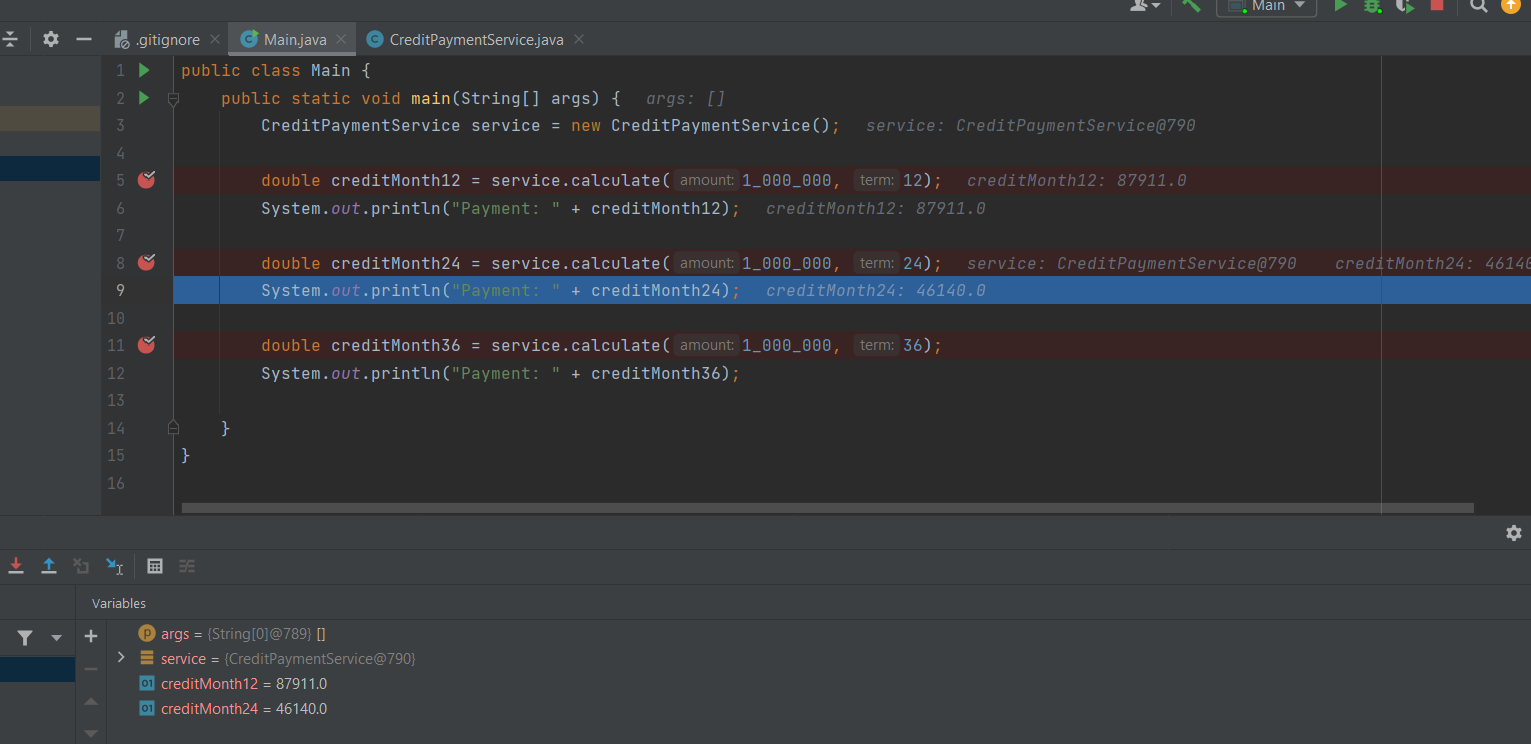 Main
.gitignore Main.java CreditPaymentService.java
1 public class Main {
2 public static void main(String[] args) { args: []
3 CreditPaymentService service = new CreditPaymentService(); service: CreditPaymentService@790
4
5 double creditMonth12 = service.calculate( amount: 1_000_000, term: 12); creditMonth12: 87911.0
6 System.out.println("Payment: " + creditMonth12); creditMonth12: 87911.0
7
8 double creditMonth24 = service.calculate( amount: 1_000_000, term: 24); service: CreditPaymentService@790 creditMonth24: 46140
9 System.out.println("Payment: " + creditMonth24); creditMonth24: 46140.0
10
11 double creditMonth36 = service.calculate( amount: 1_000_000, term: 36);
12 System.out.println("Payment: " + creditMonth36);
13
14 }
15 }
16
Variables
p args = {String[0]@789} []
service = {CreditPaymentService@790}
01 creditMonth12 = 87911.0
01 creditMonth24 = 46140.0